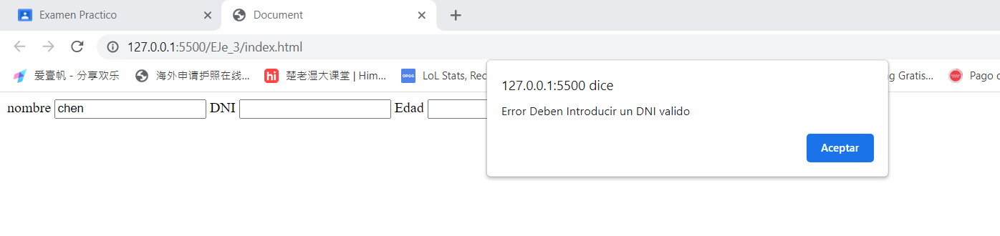 Examen Practico
Document
127.0.0.1:5500/EJe_3/index.html
爱壹帆 - 分享欢乐
海外申请护照在线...
hi
楚老湿大课堂 | Him...
OPGG
LoL Stats, Rec
g Gratis...
Pago c
nombre chen DNI Edad
127.0.0.1:5500 dice
Error Deben Introducir un DNI valido
Aceptar